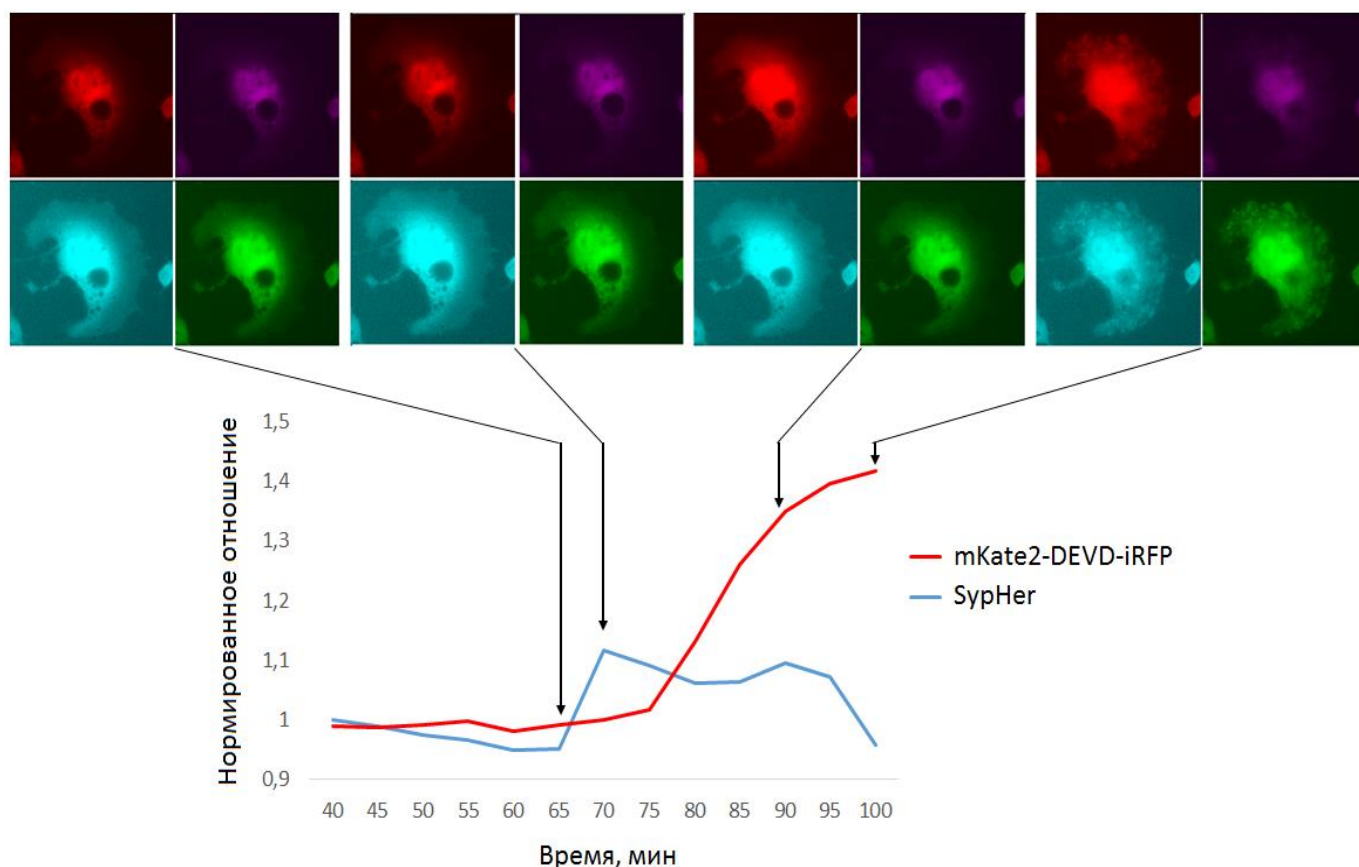 Нормированное отношение
1,5
1,4
1,3
1,2
1,1
1
0,9
40 45 50 55 60 65 70 75 80 85 90 95 100
Время, мин
mKate2-DEVD-iRFP
SypHer